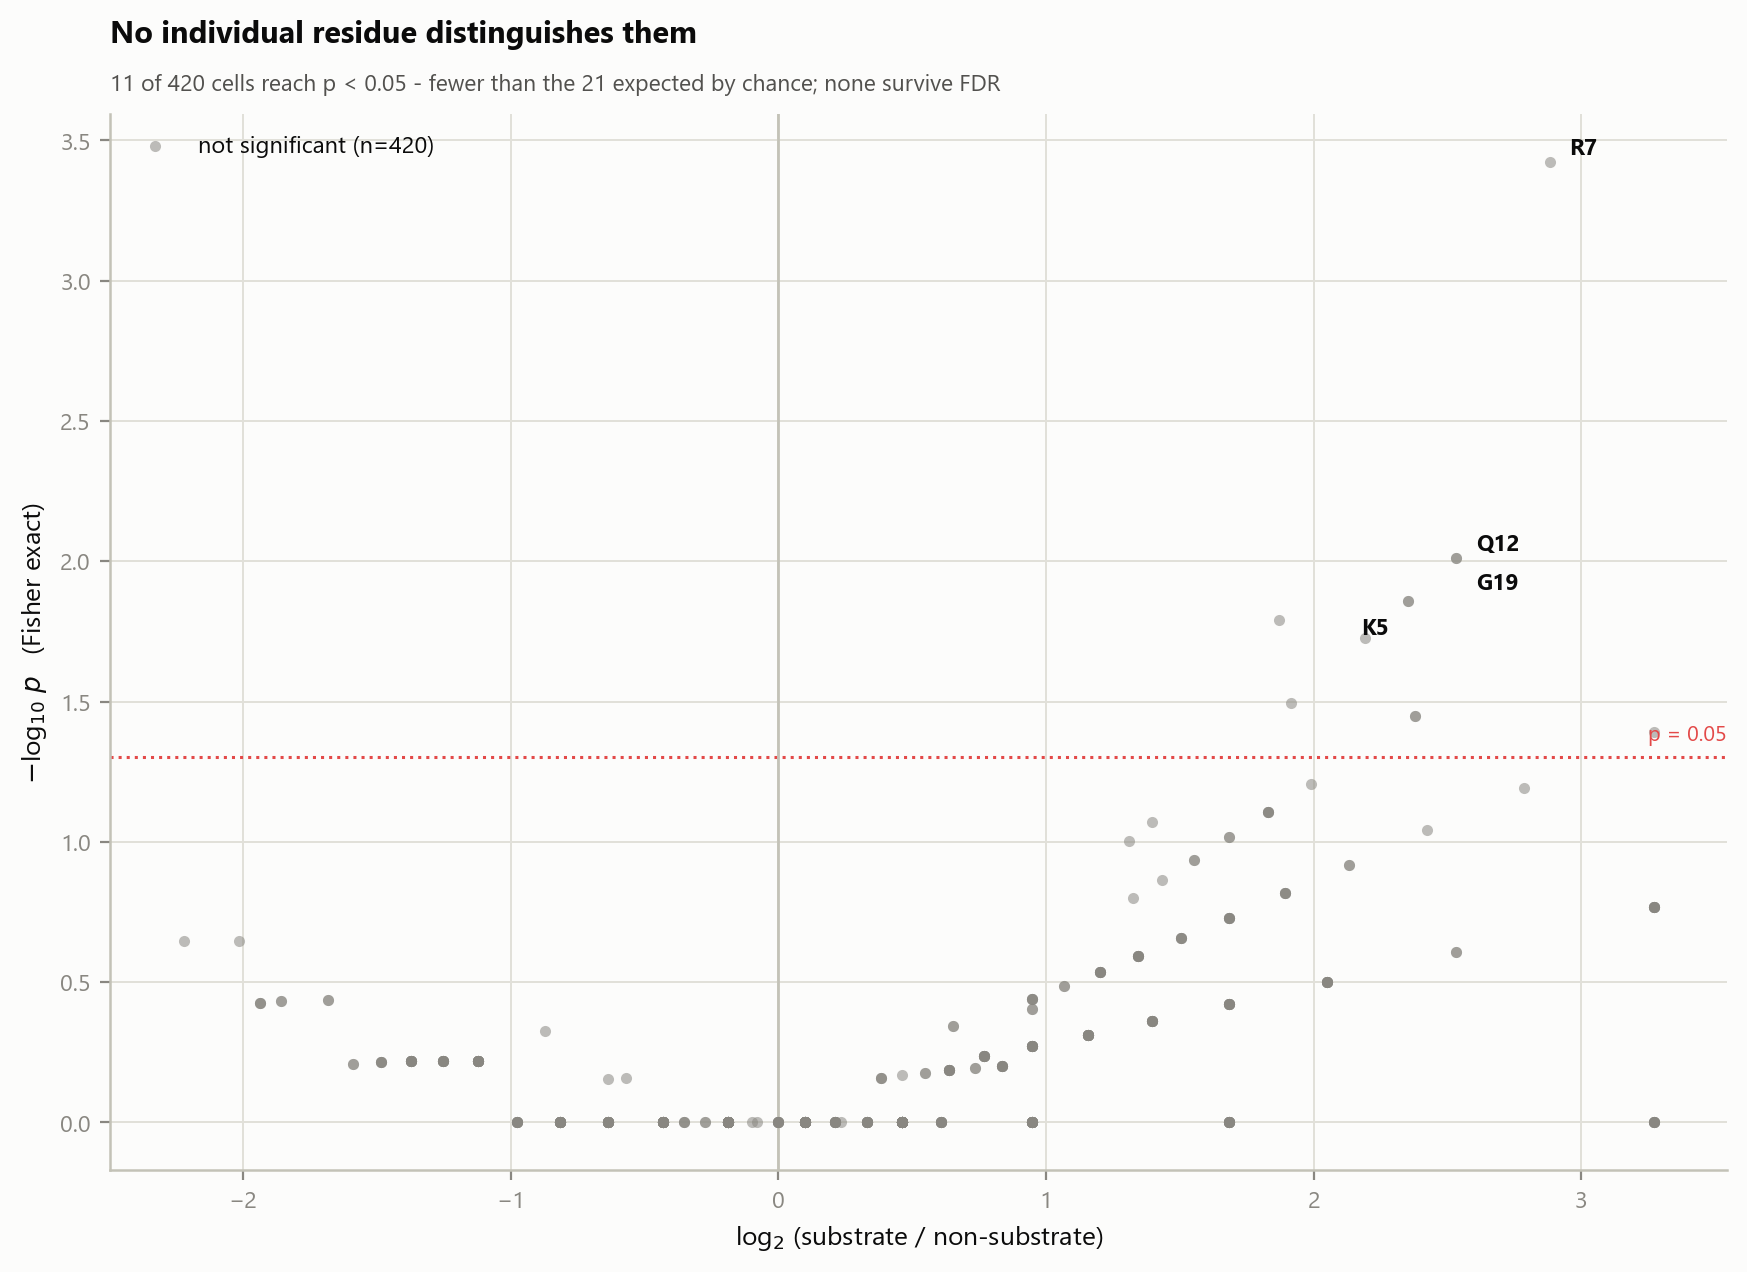 No individual residue distinguishes them
11 of 420 cells reach p < 0.05 - fewer than the 21 expected by chance; none survive FDR
not significant (n=420)
R7
Q12
G19
K5
p = 0.05
3.5
3.0
2.5
2.0
1.5
1.0
0.5
0.0
−log₁₀ p (Fisher exact)
−2
−1
0
1
2
3
log₂ (substrate / non-substrate)